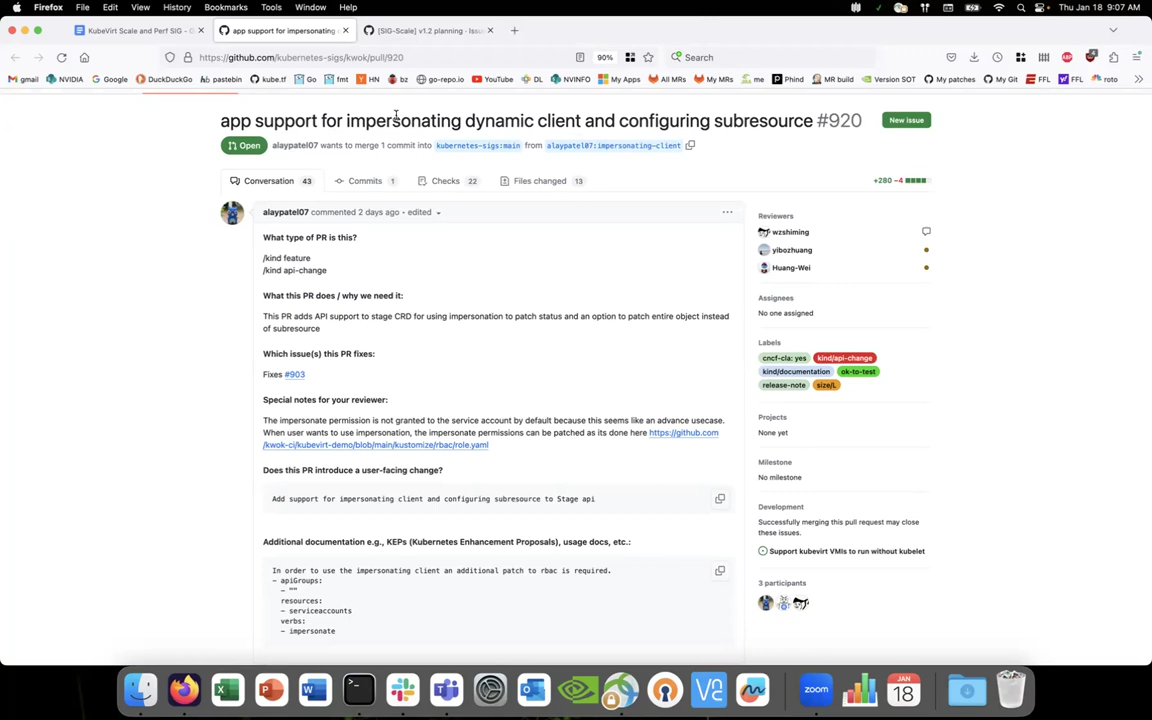 Firefox File Edit View History Bookmarks Tools Window Help
Thu Jan 18 9:07 AM
KubeVirt Scale and Perf SIG -
app support for impersonating
[SIG-Scale] v1.2 planning · Issu
https://github.com/kubernetes-sigs/kwok/pull/920
90%
Search
gmail NVIDIA Google DuckDuckGo pastebin kube.tf Go fmt HN bz go-repo.io YouTube DL NVINFO My Apps All MRs My MRs me Phind MR build Version SOT My patches My Git FFL FFL roto
app support for impersonating dynamic client and configuring subresource #920
New issue
Open alaypatel07 wants to merge 1 commit into kubernetes-sigs:main from alaypatel07:impersonating-client
Conversation 43 Commits 1 Checks 22 Files changed 13
+280 −4
alaypatel07 commented 2 days ago • edited
What type of PR is this?
/kind feature
/kind api-change
What this PR does / why we need it:
This PR adds API support to stage CRD for using impersonation to patch status and an option to patch entire object instead
of subresource
Which issue(s) this PR fixes:
Fixes #903
Special notes for your reviewer:
The impersonate permission is not granted to the service account by default because this seems like an advance usecase.
When user wants to use impersonation, the impersonate permissions can be patched as its done here https://github.com
/kwok-ci/kubevirt-demo/blob/main/kustomize/rbac/role.yaml
Does this PR introduce a user-facing change?
Add support for impersonating client and configuring subresource to Stage api
Additional documentation e.g., KEPs (Kubernetes Enhancement Proposals), usage docs, etc.:
In order to use the impersonating client an additional patch to rbac is required.
- apiGroups:
- ""
resources:
- serviceaccounts
verbs:
- impersonate
Reviewers
wzshiming
yibozhuang
Huang-Wei
Assignees
No one assigned
Labels
cncf-cla: yes kind/api-change
kind/documentation ok-to-test
release-note size/L
Projects
None yet
Milestone
No milestone
Development
Successfully merging this pull request may close
these issues.
Support kubevirt VMIs to run without kubelet
3 participants
zoom
JAN
18